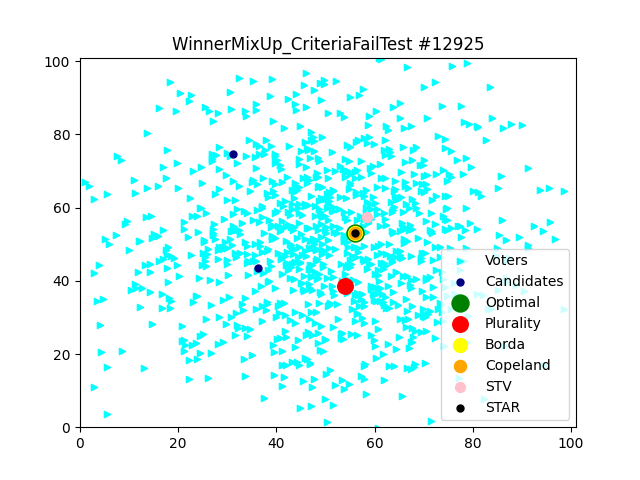 WinnerMixUp_CriteriaFailTest #12925
100
80
60
40
20
0
0
20
40
60
80
100
Voters
Candidates
Optimal
Plurality
Borda
Copeland
STV
STAR